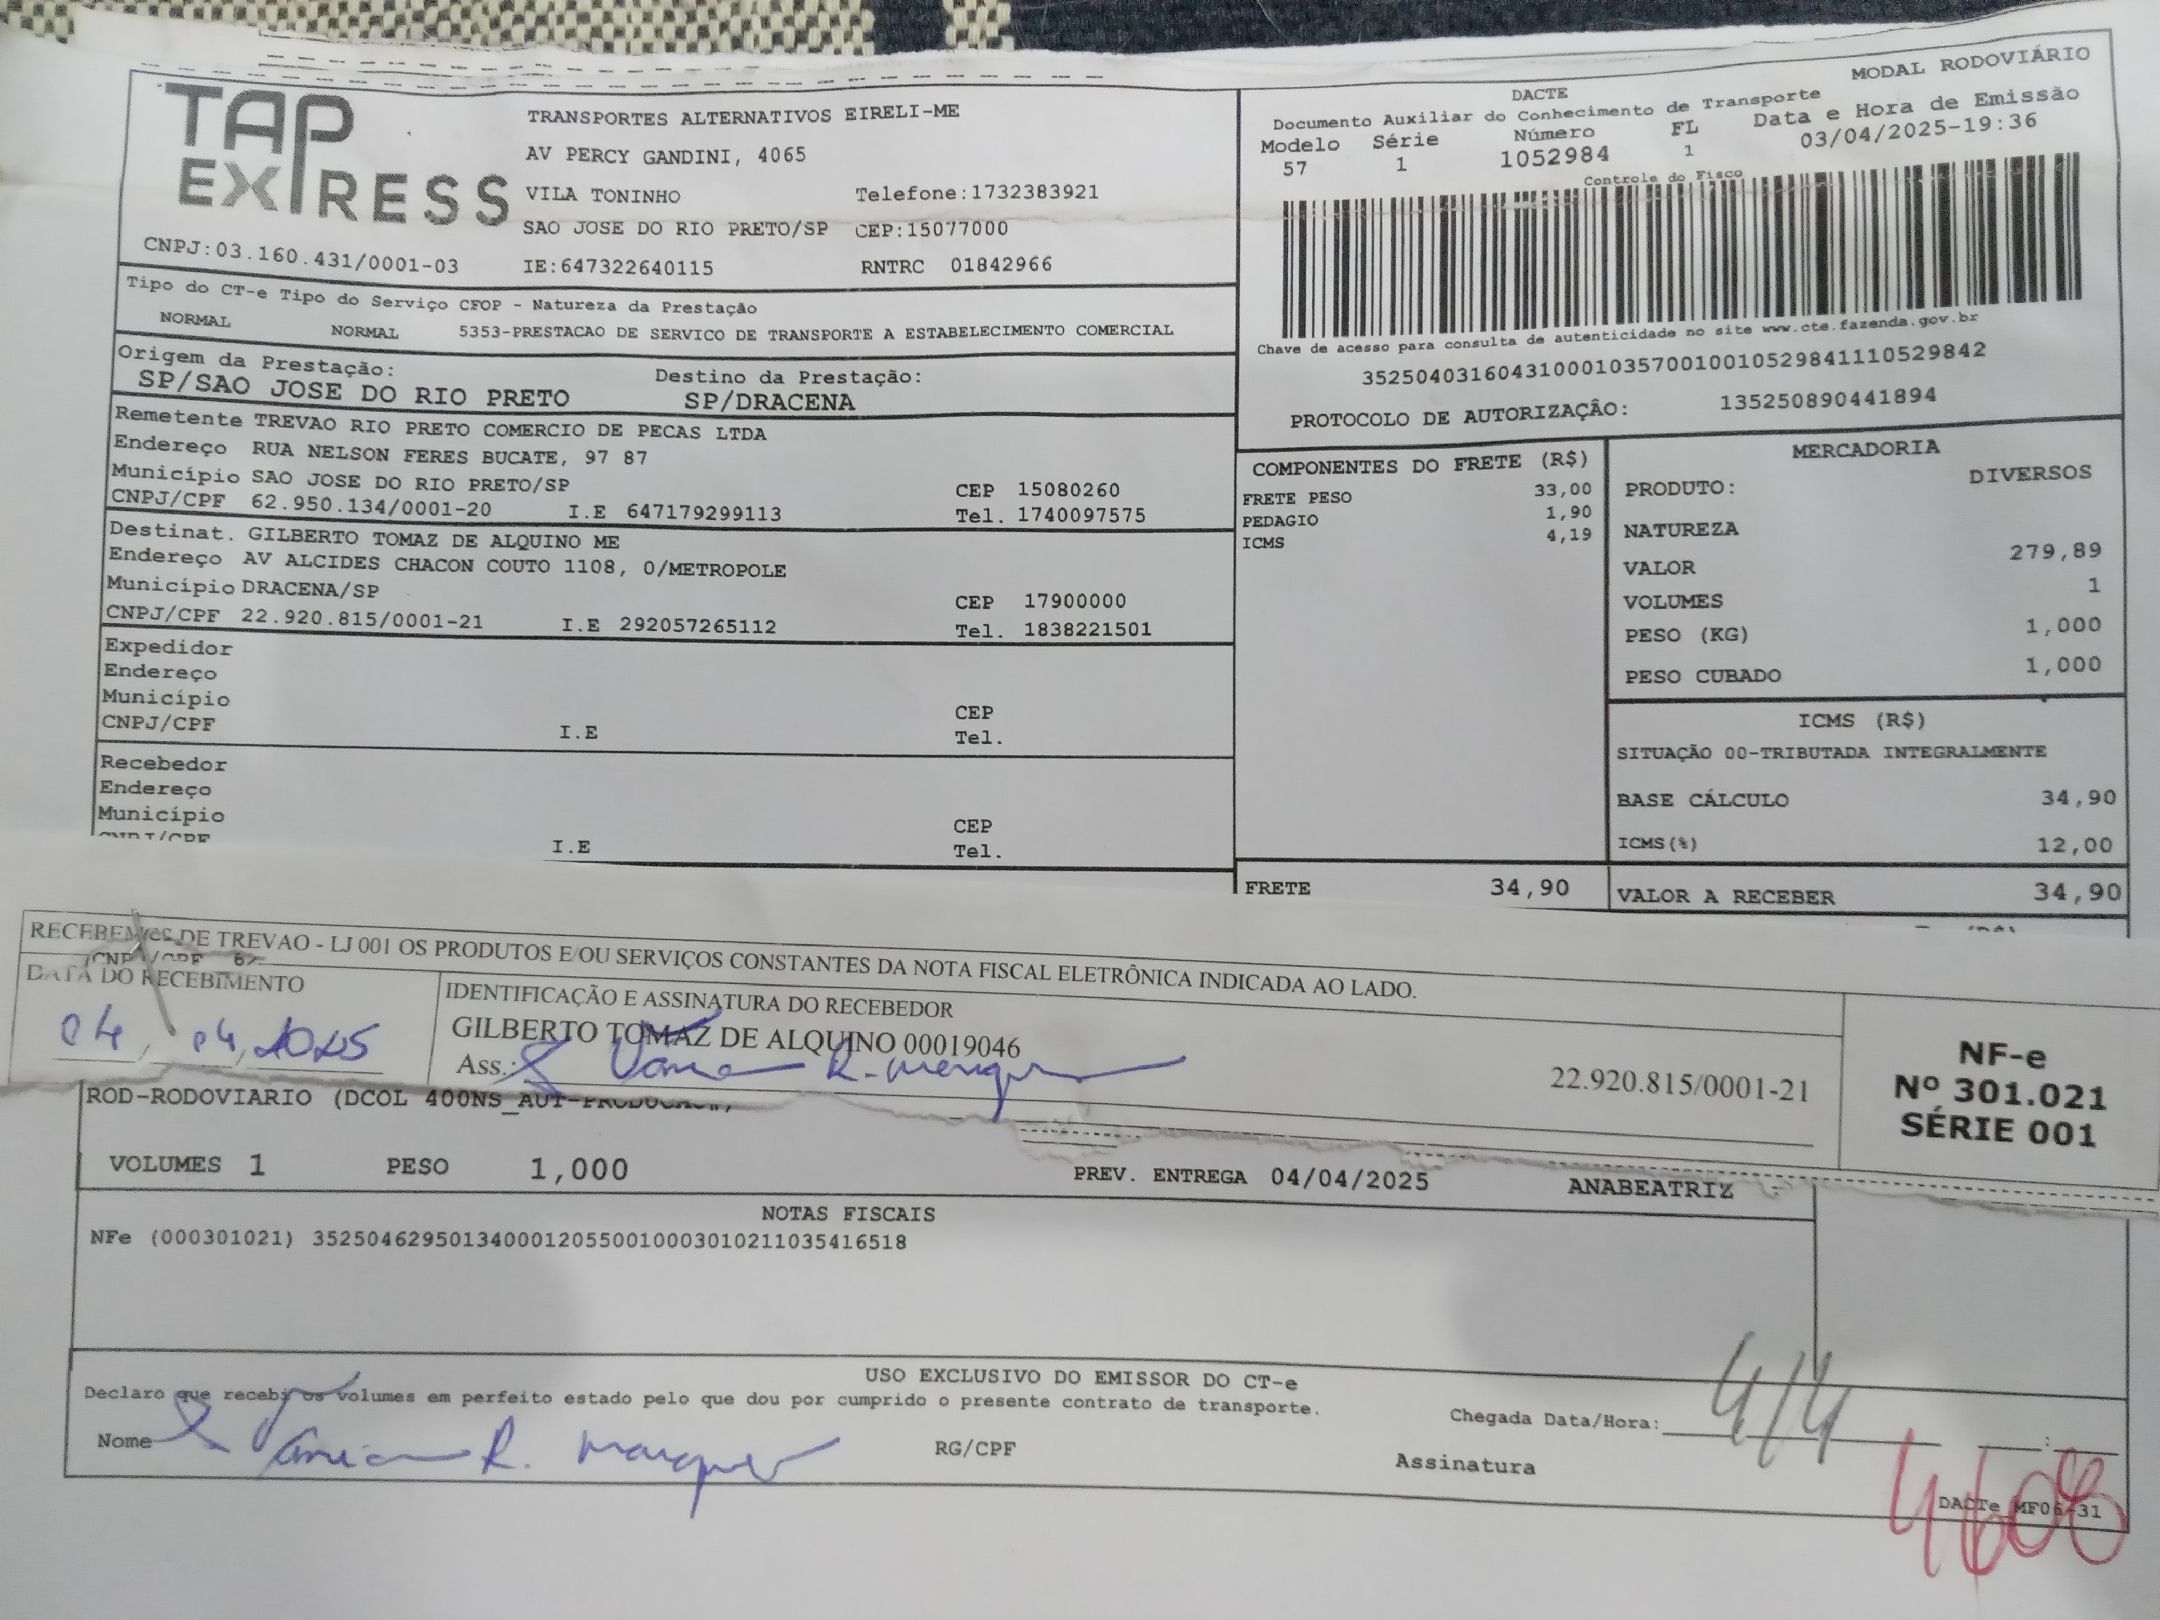 TAP EXPRESS
TRANSPORTES ALTERNATIVOS EIRELI-ME
AV PERCY GANDINI, 4065
VILA TONINHO Telefone:1732383921
SAO JOSE DO RIO PRETO/SP CEP:15077000
CNPJ:03.160.431/0001-03 IE:647322640115 RNTRC 01842966
MODAL RODOVIÁRIO
DACTE
Documento Auxiliar do Conhecimento de Transporte
Modelo Série Número FL Data e Hora de Emissão
57 1 1052984 1 03/04/2025-19:36
Controle do Fisco
Chave de acesso para consulta de autenticidade no site www.cte.fazenda.gov.br
35250403160431000103570010010529841110529842
PROTOCOLO DE AUTORIZAÇÃO: 135250890441894
Tipo do CT-e Tipo do Serviço CFOP - Natureza da Prestação
NORMAL NORMAL 5353-PRESTACAO DE SERVICO DE TRANSPORTE A ESTABELECIMENTO COMERCIAL
Origem da Prestação: Destino da Prestação:
SP/SAO JOSE DO RIO PRETO SP/DRACENA
Remetente TREVAO RIO PRETO COMERCIO DE PECAS LTDA
Endereço RUA NELSON FERES BUCATE, 97 87
Município SAO JOSE DO RIO PRETO/SP CEP 15080260
CNPJ/CPF 62.950.134/0001-20 I.E 647179299113 Tel. 1740097575
Destinat. GILBERTO TOMAZ DE ALQUINO ME
Endereço AV ALCIDES CHACON COUTO 1108, 0/METROPOLE
Município DRACENA/SP CEP 17900000
CNPJ/CPF 22.920.815/0001-21 I.E 292057265112 Tel. 1838221501
Expedidor
Endereço
Município CEP
CNPJ/CPF I.E Tel.
Recebedor
Endereço
Município CEP
CNPJ/CPF I.E Tel.
COMPONENTES DO FRETE (R$)
FRETE PESO 33,00
PEDAGIO 1,90
ICMS 4,19
FRETE 34,90
MERCADORIA
PRODUTO: DIVERSOS
NATUREZA
VALOR 279,89
VOLUMES 1
PESO (KG) 1,000
PESO CUBADO 1,000
ICMS (R$)
SITUAÇÃO 00-TRIBUTADA INTEGRALMENTE
BASE CÁLCULO 34,90
ICMS(%) 12,00
VALOR A RECEBER 34,90
RECEBEMOS DE TREVAO - LJ 001 OS PRODUTOS E/OU SERVIÇOS CONSTANTES DA NOTA FISCAL ELETRÔNICA INDICADA AO LADO.
DATA DO RECEBIMENTO IDENTIFICAÇÃO E ASSINATURA DO RECEBEDOR
GILBERTO TOMAZ DE ALQUINO 00019046
04 04 2025 Ass.: R. 22.920.815/0001-21
NF-e
Nº 301.021
SÉRIE 001
ROD-RODOVIARIO (DCOL 400NS_AUT-PRODUCAO
VOLUMES 1 PESO 1,000 PREV. ENTREGA 04/04/2025 ANABEATRIZ
NOTAS FISCAIS
NFe (000301021) 35250462950134000120550010003010211035416518
USO EXCLUSIVO DO EMISSOR DO CT-e
Declaro que recebi os volumes em perfeito estado pelo que dou por cumprido o presente contrato de transporte.
Chegada Data/Hora: 4/4
Nome R. RG/CPF Assinatura
DACTe MF06-31